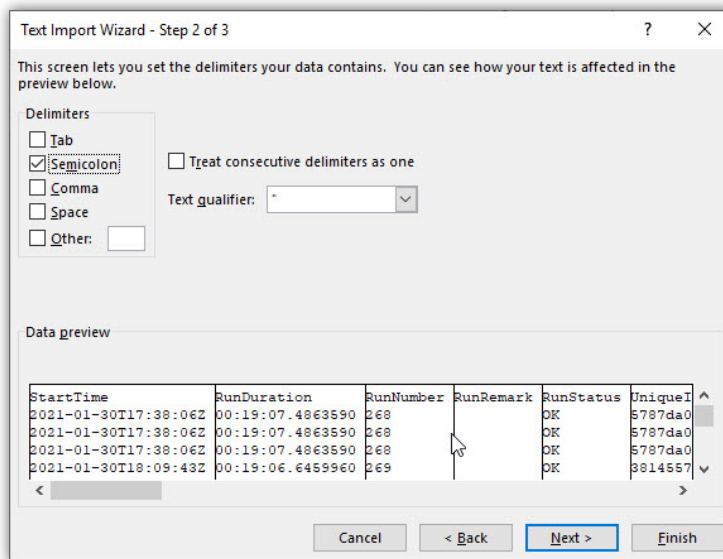 Text Import Wizard - Step 2 of 3
This screen lets you set the delimiters your data contains. You can see how your text is affected in the
preview below.
Delimiters
Tab
Semicolon
Comma
Space
Other:
Treat consecutive delimiters as one
Text qualifier: "
Data preview
StartTime RunDuration RunNumber RunRemark RunStatus UniqueI
2021-01-30T17:38:06Z 00:19:07.4863590 268 OK 5787da0
2021-01-30T17:38:06Z 00:19:07.4863590 268 OK 5787da0
2021-01-30T17:38:06Z 00:19:07.4863590 268 OK 5787da0
2021-01-30T18:09:43Z 00:19:06.6459960 269 OK 3814557
Cancel < Back Next > Finish